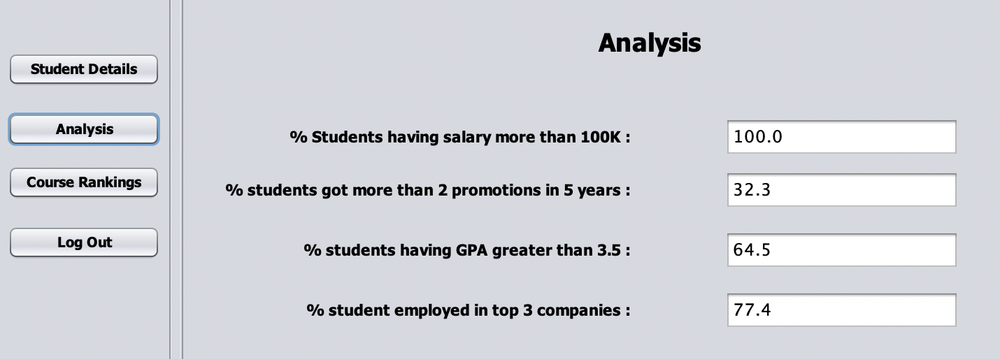 Analysis
Student Details
Analysis
Course Rankings
Log Out
% Students having salary more than 100K : 100.0
% students got more than 2 promotions in 5 years : 32.3
% students having GPA greater than 3.5 : 64.5
% student employed in top 3 companies : 77.4